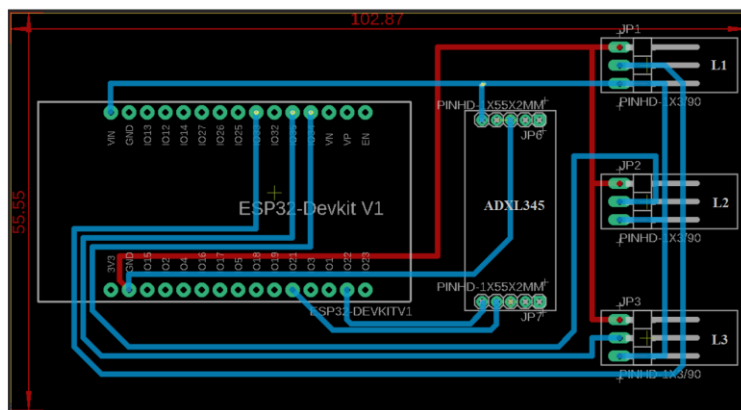 102.87
55.55
JP1
L1
PINHD-1X3/90
VIN
GND
IO13
IO12
IO14
IO27
IO26
IO25
IO32
VN
VP
EN
PINHD-1X55X2MM
JP6
JP2
ADXL345
L2
PINHD-1X3/90
ESP32-Devkit V1
3V3
GND
IO15
IO2
IO4
IO16
IO17
IO5
IO18
IO19
IO21
IO3
IO1
IO22
IO23
PINHD-1X55X2MM
JP7
ESP32-DEVKITV1
JP3
L3
PINHD-1X3/90